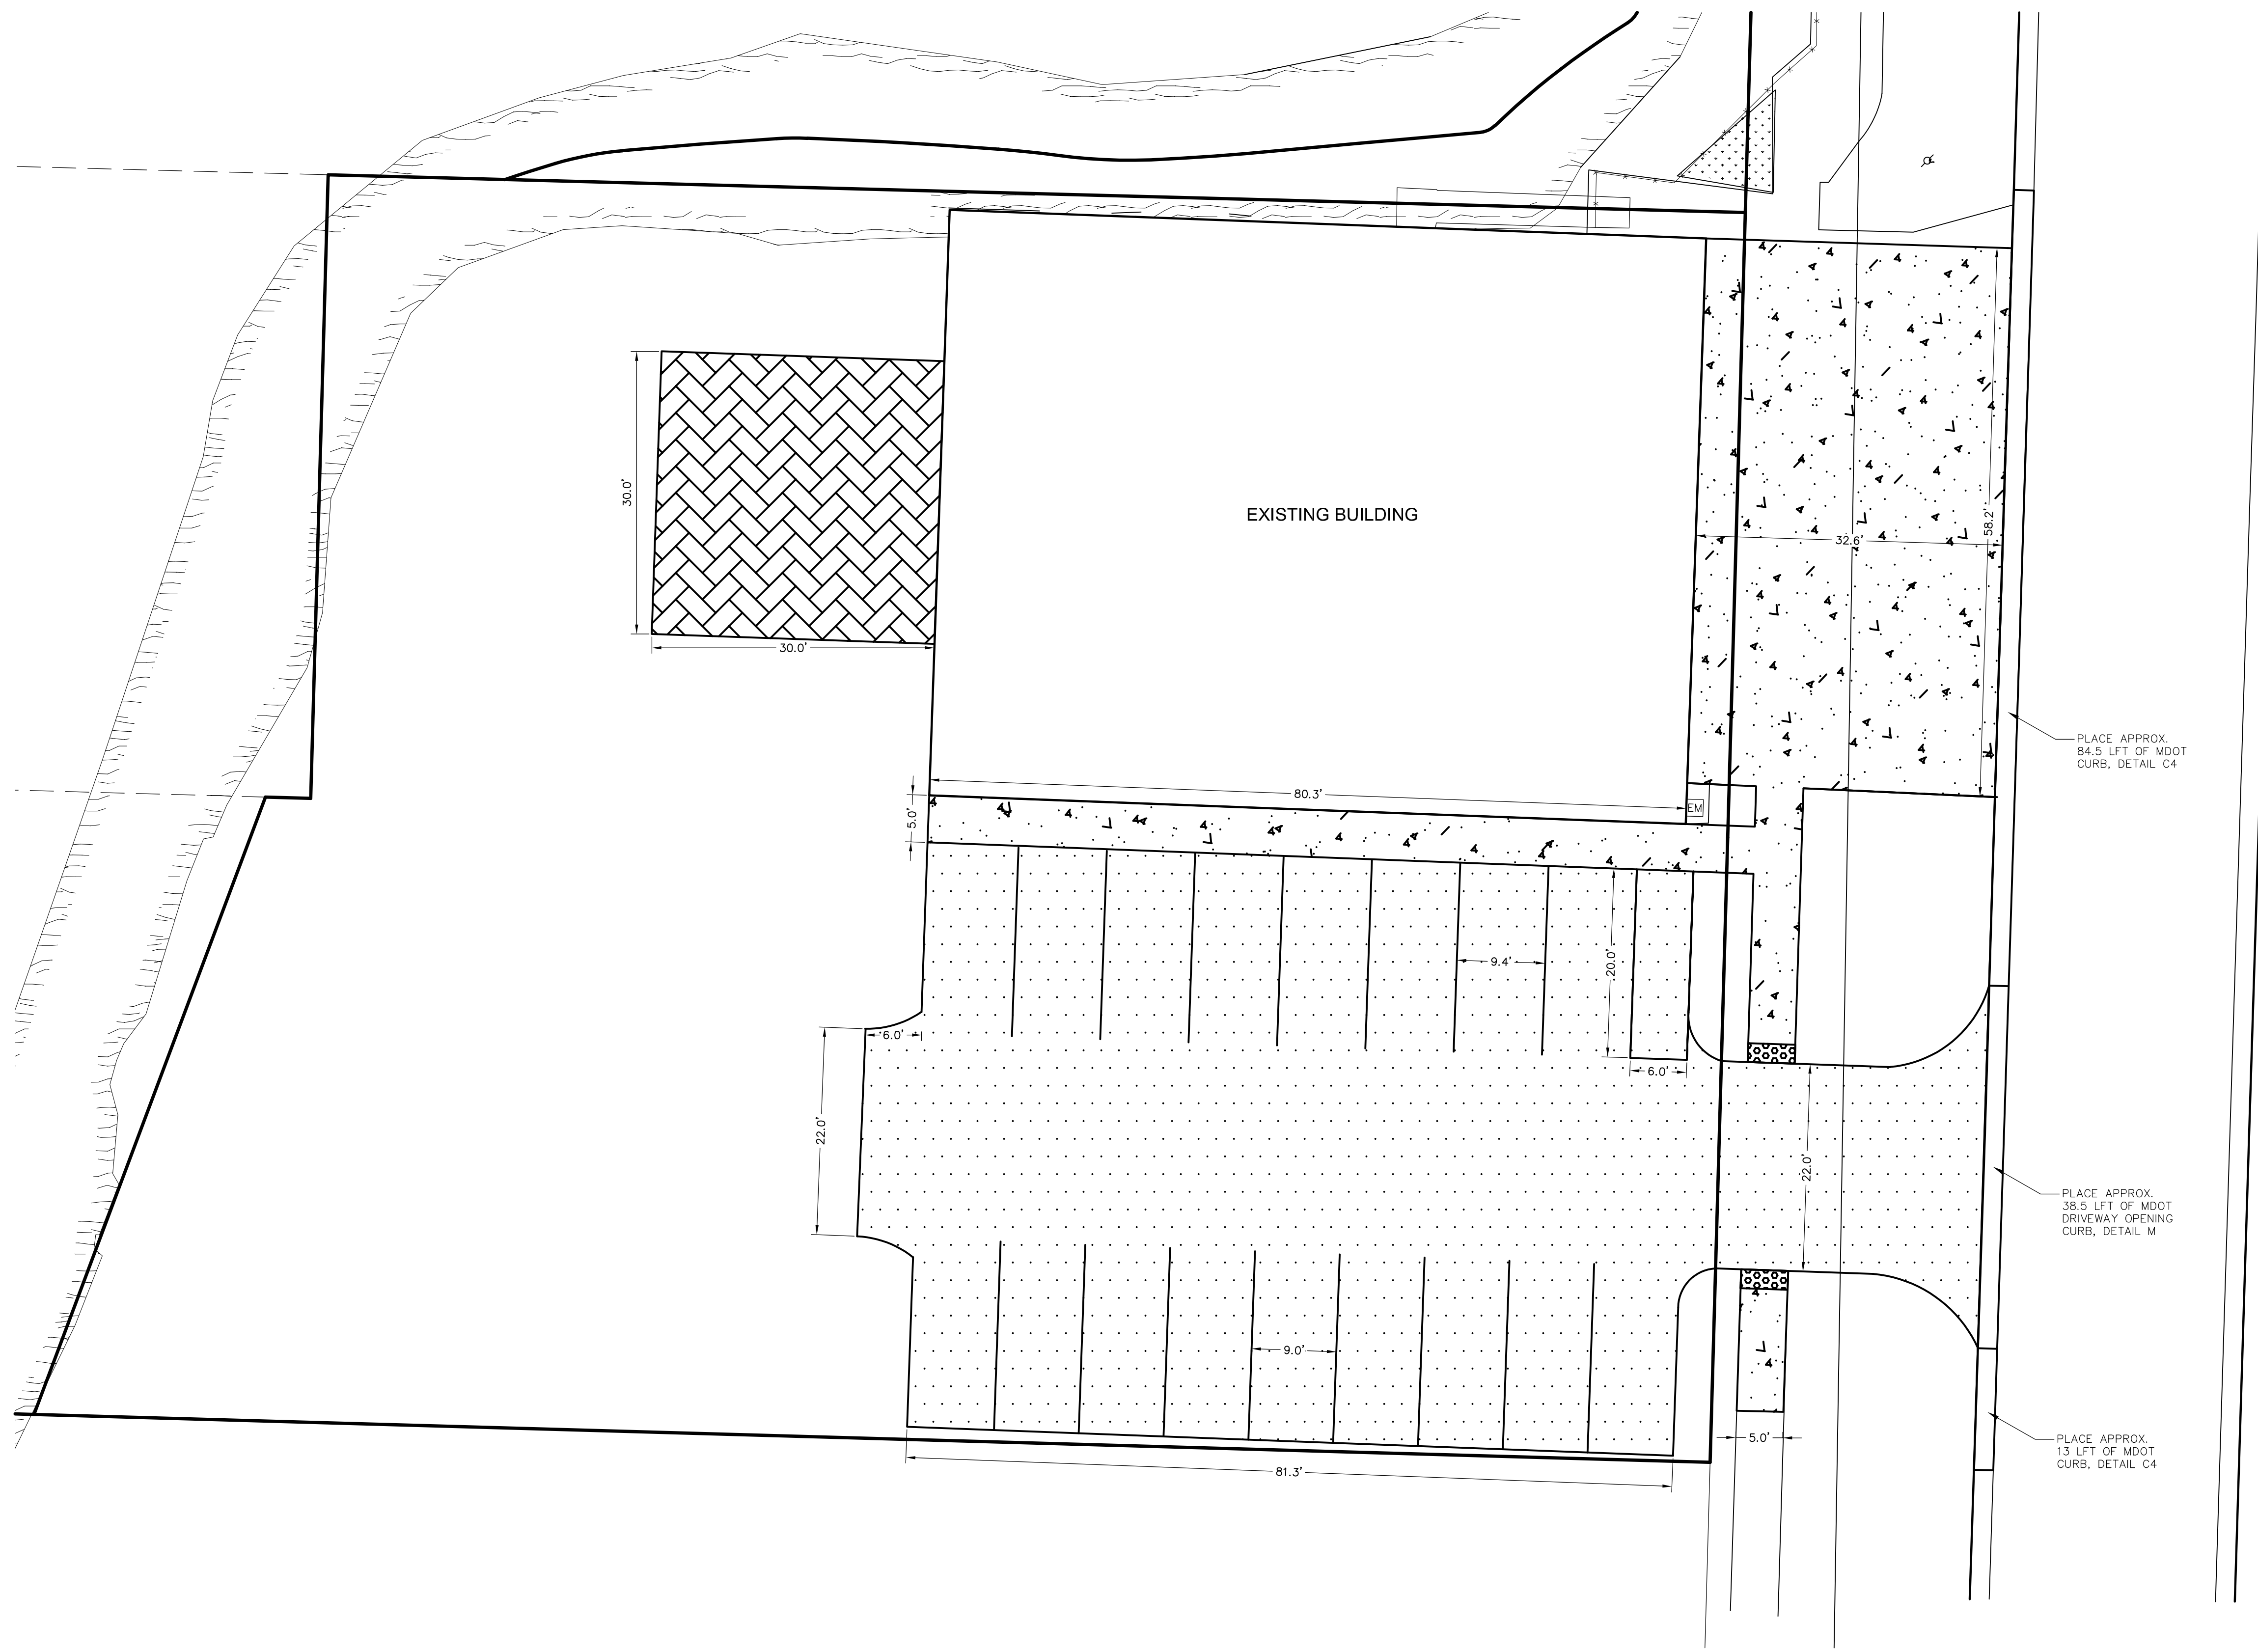 EXISTING BUILDING
30.0'
30.0'
58.2'
32.6'
PLACE APPROX.
84.5 LFT OF MDOT
CURB, DETAIL C4
80.3'
EM
5.0'
9.4'
20.0'
6.0'
6.0'
22.0'
22.0'
PLACE APPROX.
38.5 LFT OF MDOT
DRIVEWAY OPENING
CURB, DETAIL M
9.0'
5.0'
PLACE APPROX.
13 LFT OF MDOT
CURB, DETAIL C4
81.3'